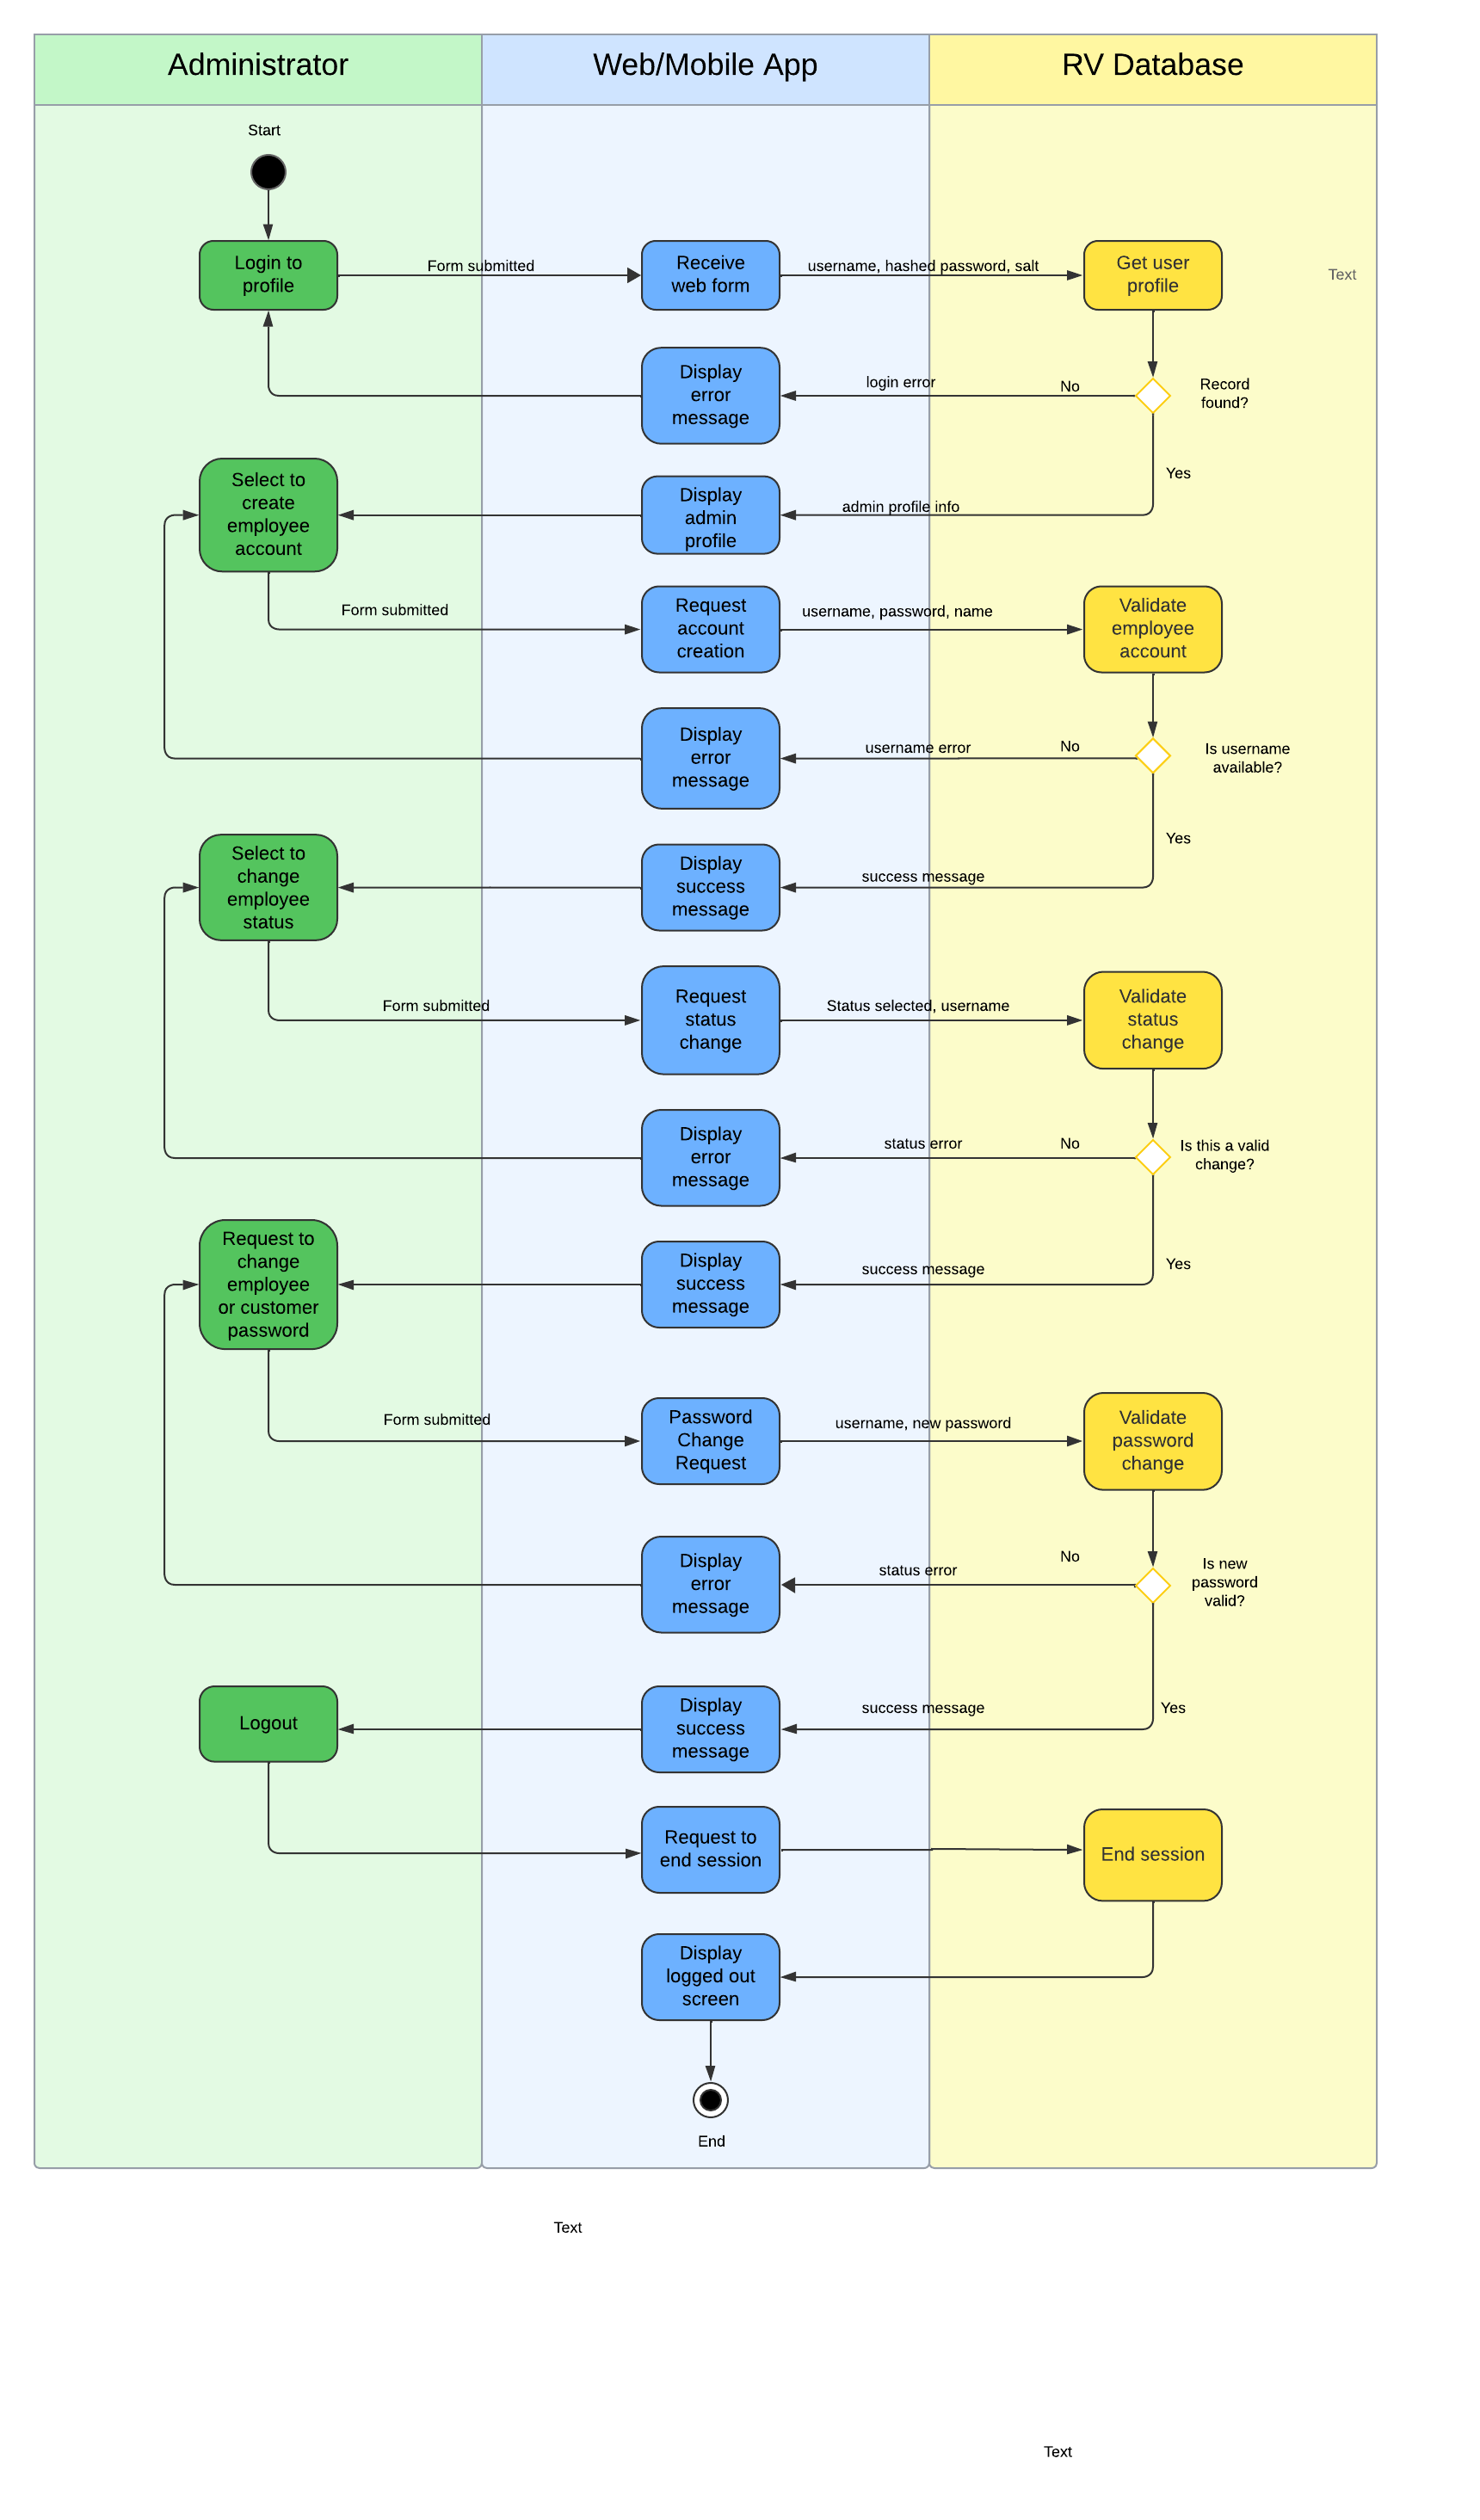 Administrator
Web/Mobile App
RV Database
Start
Login to
profile
Form submitted
Receive
web form
username, hashed password, salt
Get user
profile
Text
Display
error
message
login error
No
Record
found?
Yes
Select to
create
employee
account
Display
admin
profile
admin profile info
Form submitted
Request
account
creation
username, password, name
Validate
employee
account
Display
error
message
username error
No
Is username
available?
Yes
Select to
change
employee
status
Display
success
message
success message
Form submitted
Request
status
change
Status selected, username
Validate
status
change
Display
error
message
status error
No
Is this a valid
change?
Yes
Request to
change
employee
or customer
password
Display
success
message
success message
Form submitted
Password
Change
Request
username, new password
Validate
password
change
Display
error
message
status error
No
Is new
password
valid?
Yes
Logout
Display
success
message
success message
Request to
end session
End session
Display
logged out
screen
End
Text
Text